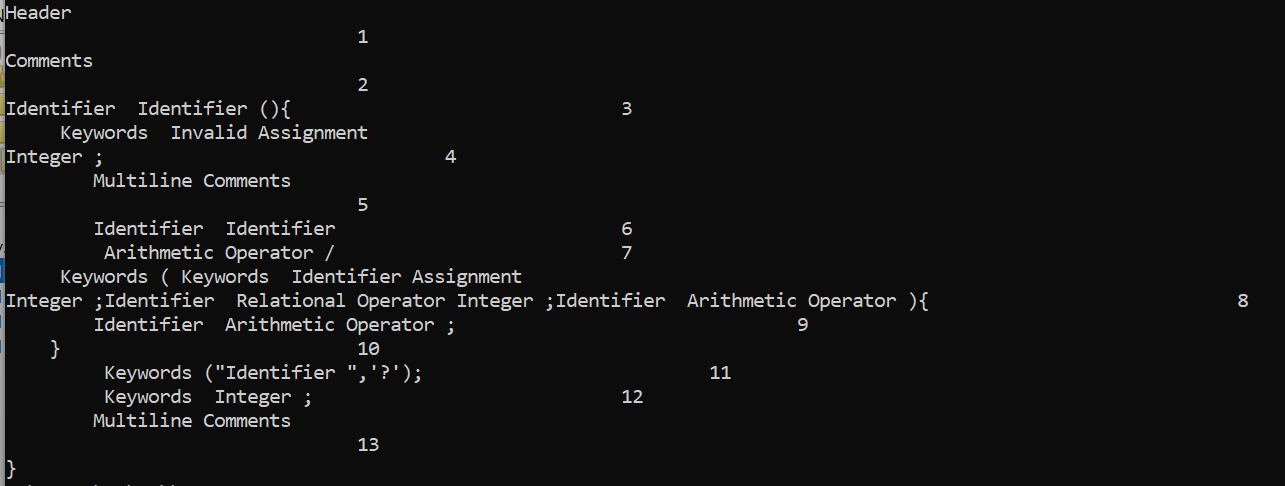 Header
1
Comments
2
Identifier  Identifier (){ 3
Keywords  Invalid Assignment
Integer ; 4
Multiline Comments
5
Identifier  Identifier 6
Arithmetic Operator / 7
Keywords ( Keywords  Identifier Assignment
Integer ;Identifier  Relational Operator Integer ;Identifier  Arithmetic Operator ){ 8
Identifier  Arithmetic Operator ; 9
} 10
Keywords ("Identifier ",'?'); 11
Keywords  Integer ; 12
Multiline Comments
13
}